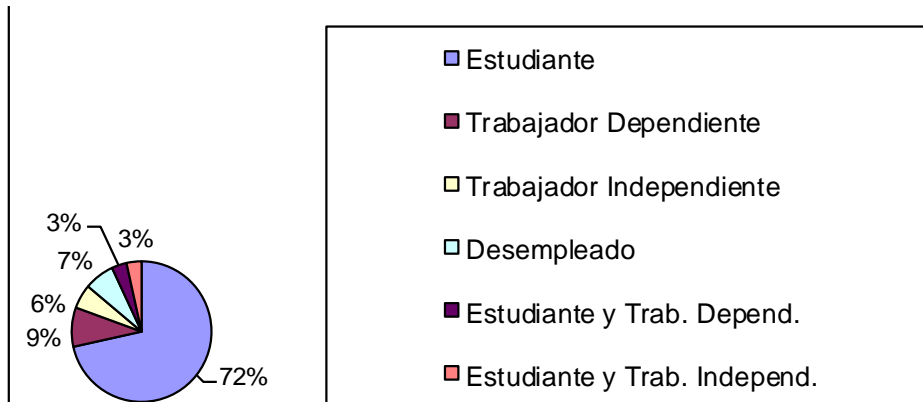 Estudiante
Trabajador Dependiente
Trabajador Independiente
Desempleado
Estudiante y Trab. Depend.
Estudiante y Trab. Independ.
3%
3%
7%
6%
9%
72%